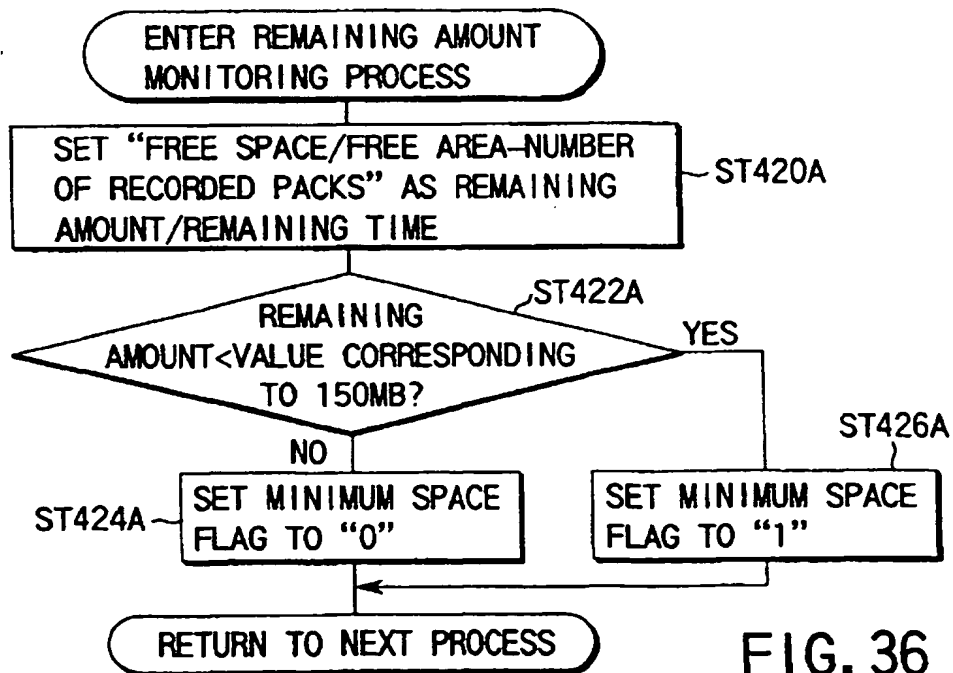 ENTER REMAINING AMOUNT
MONITORING PROCESS
SET “FREE SPACE/FREE AREA–NUMBER
OF RECORDED PACKS” AS REMAINING
AMOUNT/REMAINING TIME
ST420A
ST422A
REMAINING
AMOUNT<VALUE CORRESPONDING
TO 150MB?
YES
NO
ST426A
ST424A
SET MINIMUM SPACE
FLAG TO “0”
SET MINIMUM SPACE
FLAG TO “1”
RETURN TO NEXT PROCESS
FIG. 36